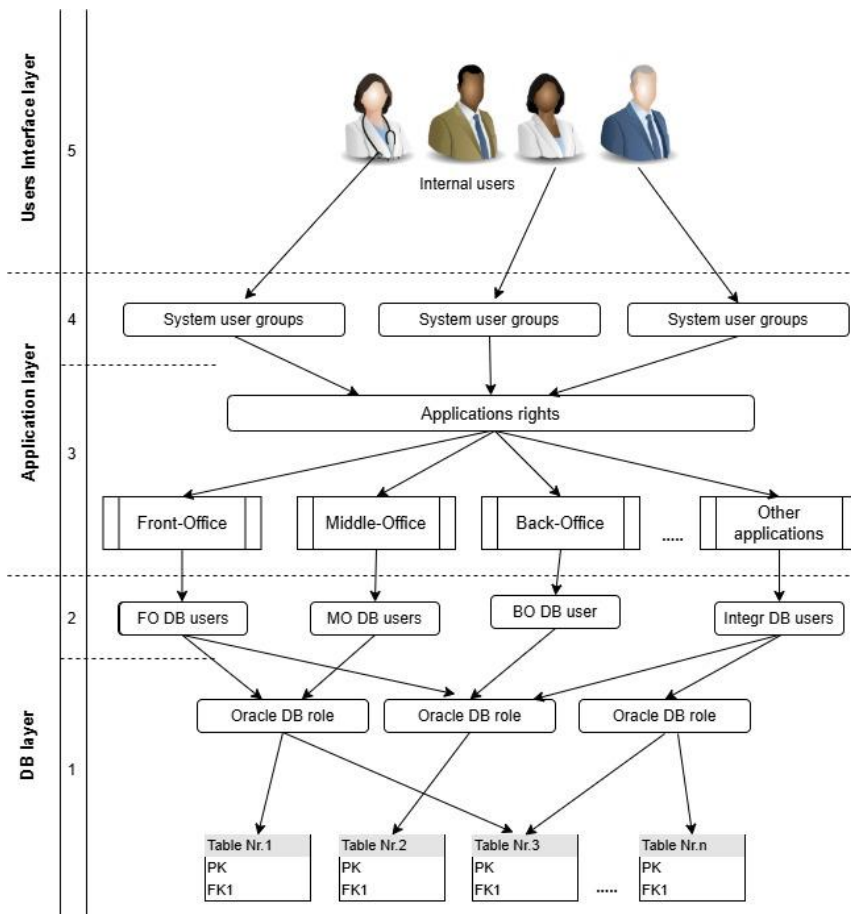 Users Interface layer
5
Internal users
4
System user groups
System user groups
System user groups
Application layer
Applications rights
3
Front-Office
Middle-Office
Back-Office
.....
Other
applications
2
FO DB users
MO DB users
BO DB user
Integr DB users
DB layer
Oracle DB role
Oracle DB role
Oracle DB role
1
Table Nr.1
PK
FK1
Table Nr.2
PK
FK1
Table Nr.3
PK
FK1
.....
Table Nr.n
PK
FK1